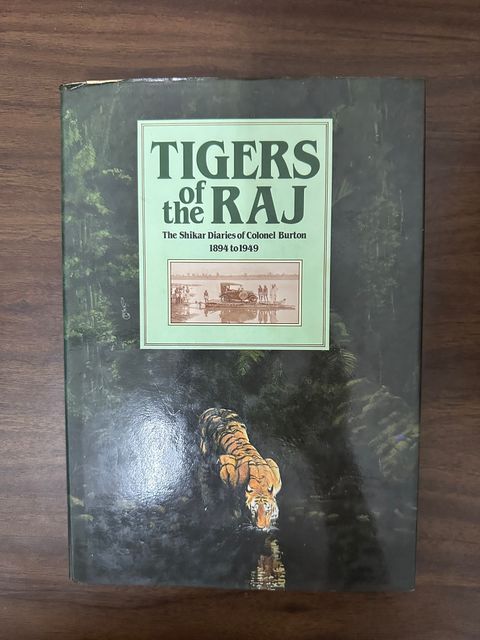 TIGERS
of
the RAJ
The Shikar Diaries of Colonel Burton
1894 to 1949